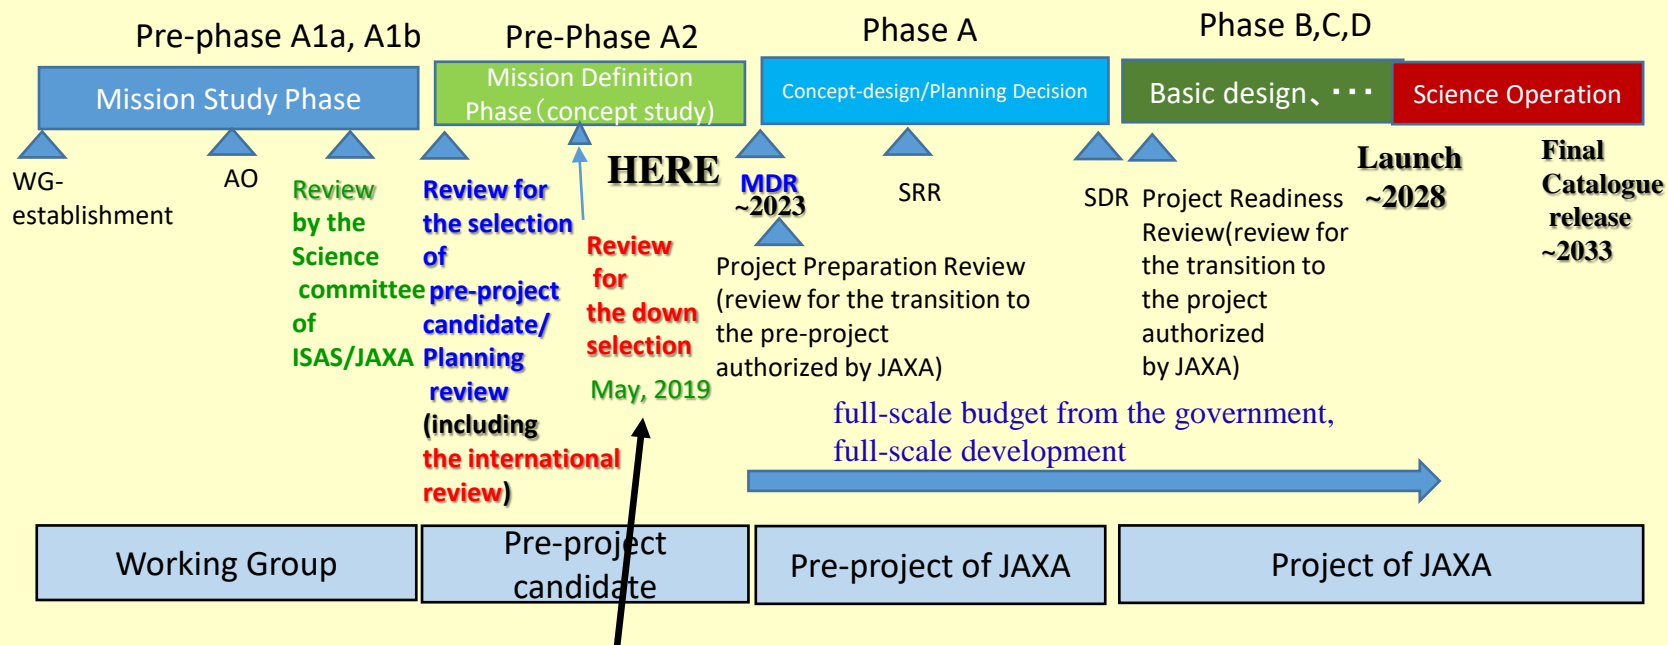 Pre-phase A1a, A1b
Pre-Phase A2
Phase A
Phase B,C,D
Mission Study Phase
Mission Definition
Phase(concept study)
Concept-design/Planning Decision
Basic design、・・・
Science Operation
WG-
establishment
AO
Review
by the
Science
committee
of
ISAS/JAXA
Review for
the selection
of
pre-project
candidate/
Planning
review
(including
the international
review)
HERE
Review
for
the down
selection
May, 2019
MDR
~2023
Project Preparation Review
(review for the transition to
the pre-project
authorized by JAXA)
SRR
SDR
Project Readiness
Review(review for
the transition to
the project
authorized
by JAXA)
Launch
~2028
Final
Catalogue
release
~2033
full-scale budget from the government,
full-scale development
Working Group
Pre-project
candidate
Pre-project of JAXA
Project of JAXA